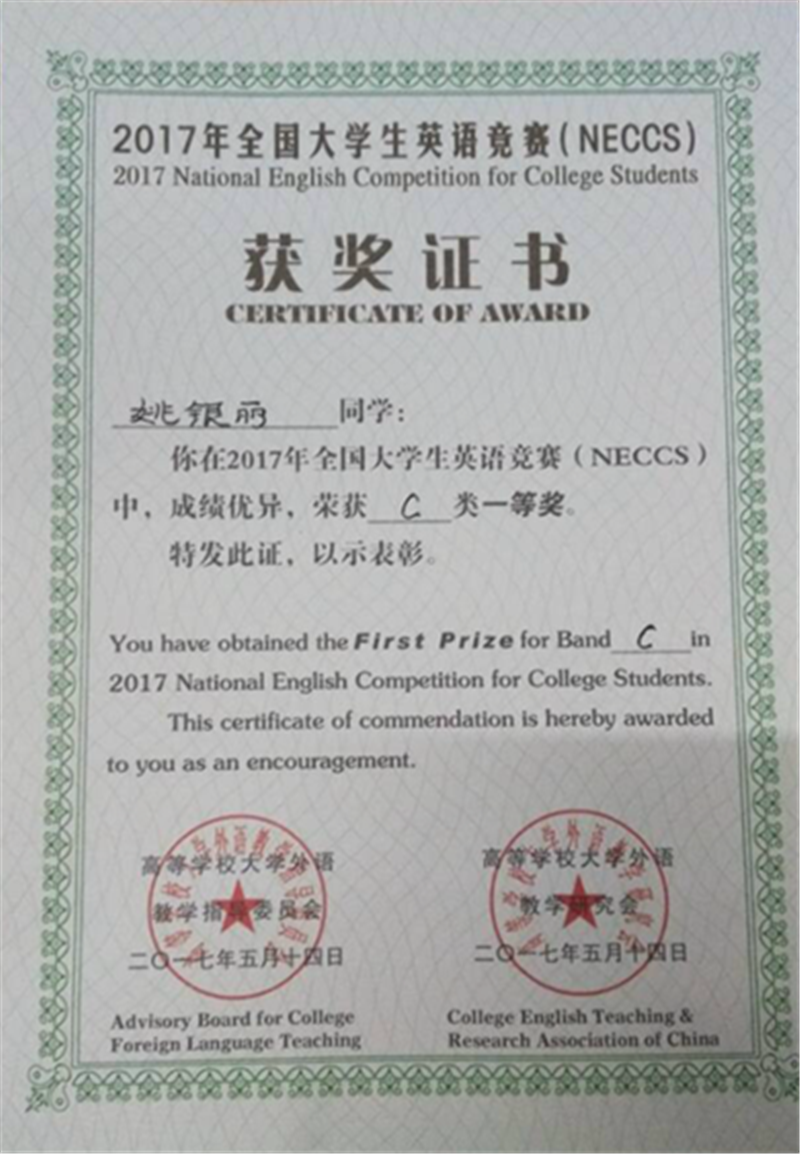 2017年全国大学生英语竞赛(NECCS)
2017 National English Competition for College Students
获奖证书
CERTIFICATE OF AWARD
姚银丽 同学：
你在2017年全国大学生英语竞赛（NECCS）
中，成绩优异，荣获 C 类一等奖。
特发此证，以示表彰。
You have obtained the First Prize for Band C in
2017 National English Competition for College Students.
This certificate of commendation is hereby awarded
to you as an encouragement.
高等学校大学外语
教学指导委员会
二〇一七年五月十四日
Advisory Board for College
Foreign Language Teaching
高等学校大学外语
教学研究会
二〇一七年五月十四日
College English Teaching &
Research Association of China